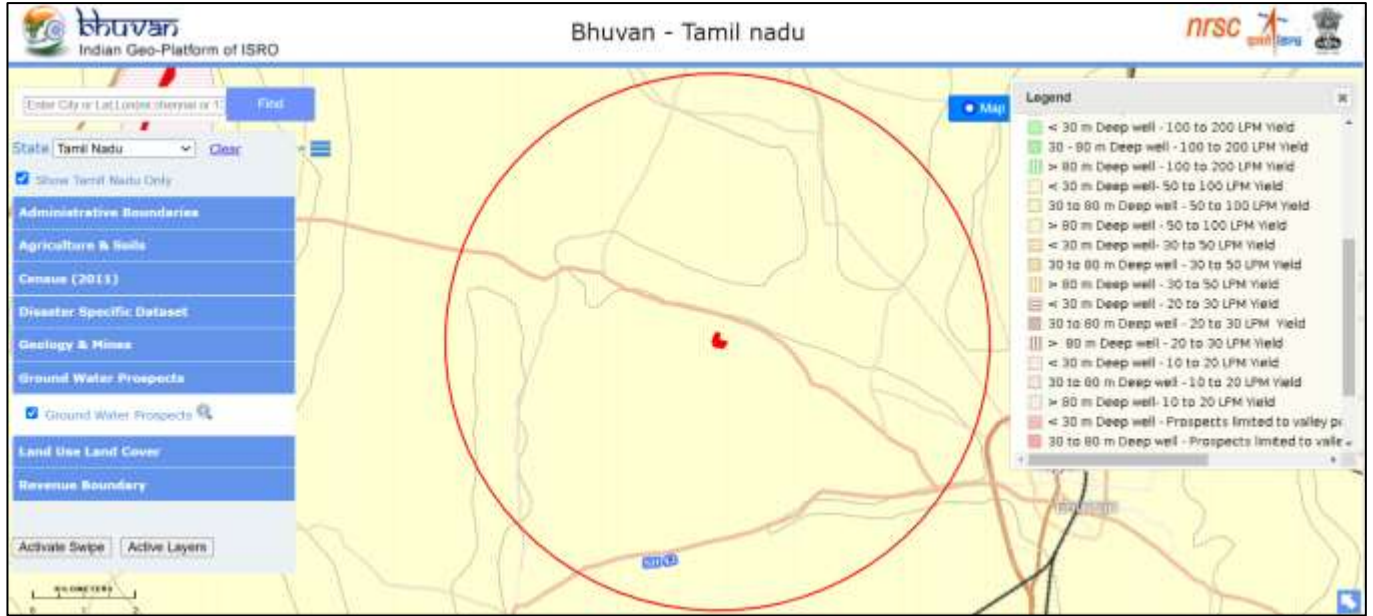 bhuvan
Indian Geo-Platform of ISRO
Bhuvan - Tamil nadu
nrsc
Find
Map
State Tamil Nadu Clear
Show Tamil Nadu Only
Administrative Boundaries
Agriculture & Soils
Census (2011)
Disaster Specific Dataset
Geology & Mines
Ground Water Prospects
Ground Water Prospects
Land Use Land Cover
Revenue Boundary
Activate Swipe Active Layers
KILOMETERS
0 1 2
Legend
< 30 m Deep well - 100 to 200 LPM Yield
30 - 80 m Deep well - 100 to 200 LPM Yield
> 80 m Deep well - 100 to 200 LPM Yield
< 30 m Deep well- 50 to 100 LPM Yield
30 to 80 m Deep well - 50 to 100 LPM Yield
> 80 m Deep well - 50 to 100 LPM Yield
< 30 m Deep well- 30 to 50 LPM Yield
30 to 80 m Deep well - 30 to 50 LPM Yield
> 80 m Deep well - 30 to 50 LPM Yield
< 30 m Deep well - 20 to 30 LPM Yield
30 to 80 m Deep well - 20 to 30 LPM Yield
> 80 m Deep well - 20 to 30 LPM Yield
< 30 m Deep well - 10 to 20 LPM Yield
30 to 80 m Deep well - 10 to 20 LPM Yield
> 80 m Deep well- 10 to 20 LPM Yield
< 30 m Deep well - Prospects limited to valley
30 to 80 m Deep well - Prospects limited to valle